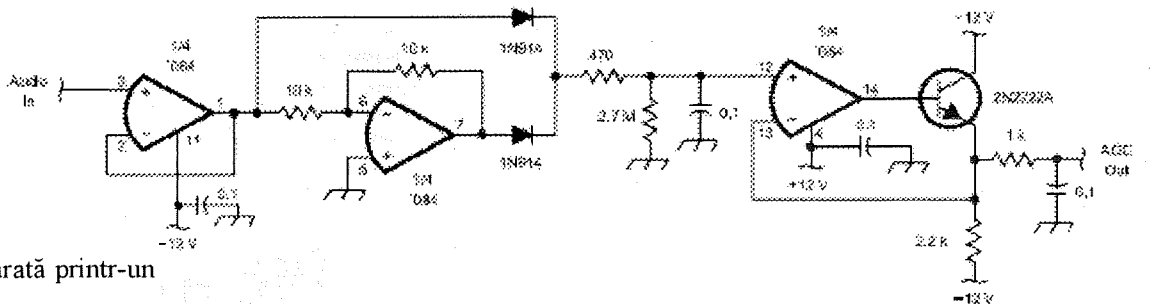 Audio
In
3
1/4
'084
1
2
11
0.1
-12 V
10 k
10 k
6
5
7
1/4
'084
1N914
1N914
470
2.7 M
0.1
12
13
1/4
'084
14
4
0.1
+12 V
-12 V
2N2222A
1 k
AGC
Out
0.1
2.2 k
-12 V
rată printr-un